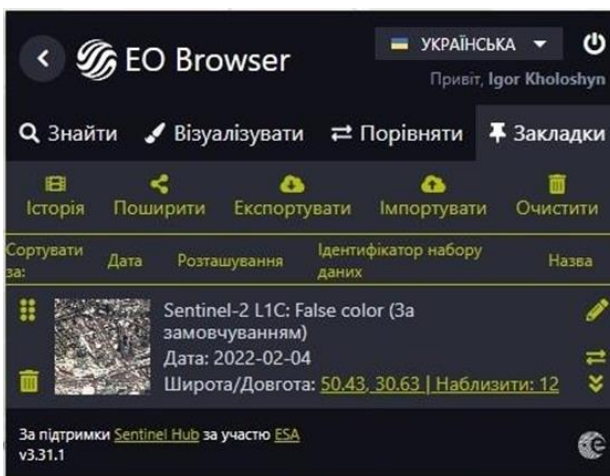 EO Browser
УКРАЇНСЬКА
Привіт, Igor Kholoshyn
Знайти Візуалізувати Порівняти Закладки
Історія Поширити Експортувати Імпортувати Очистити
Сортувати за: Дата Розташування Ідентифікатор набору даних Назва
Sentinel-2 L1C: False color (За
замовчуванням)
Дата: 2022-02-04
Широта/Довгота: 50.43, 30.63 | Наблизити: 12
За підтримки Sentinel Hub за участю ESA
v3.31.1